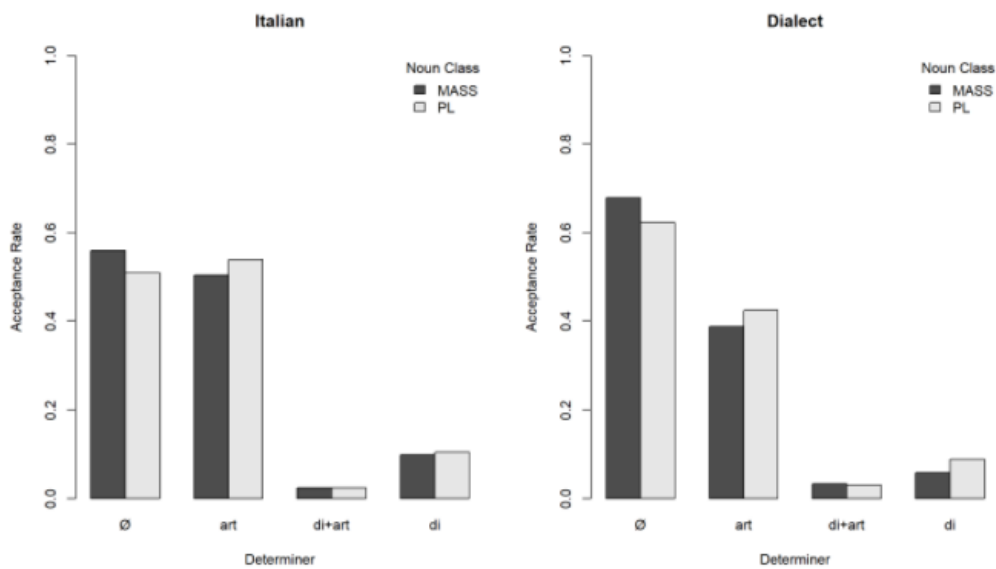 Italian
Noun Class
MASS
PL
Acceptance Rate
1.0
0.8
0.6
0.4
0.2
0.0
Ø art di+art di
Determiner
Dialect
Noun Class
MASS
PL
Acceptance Rate
1.0
0.8
0.6
0.4
0.2
0.0
Ø art di+art di
Determiner